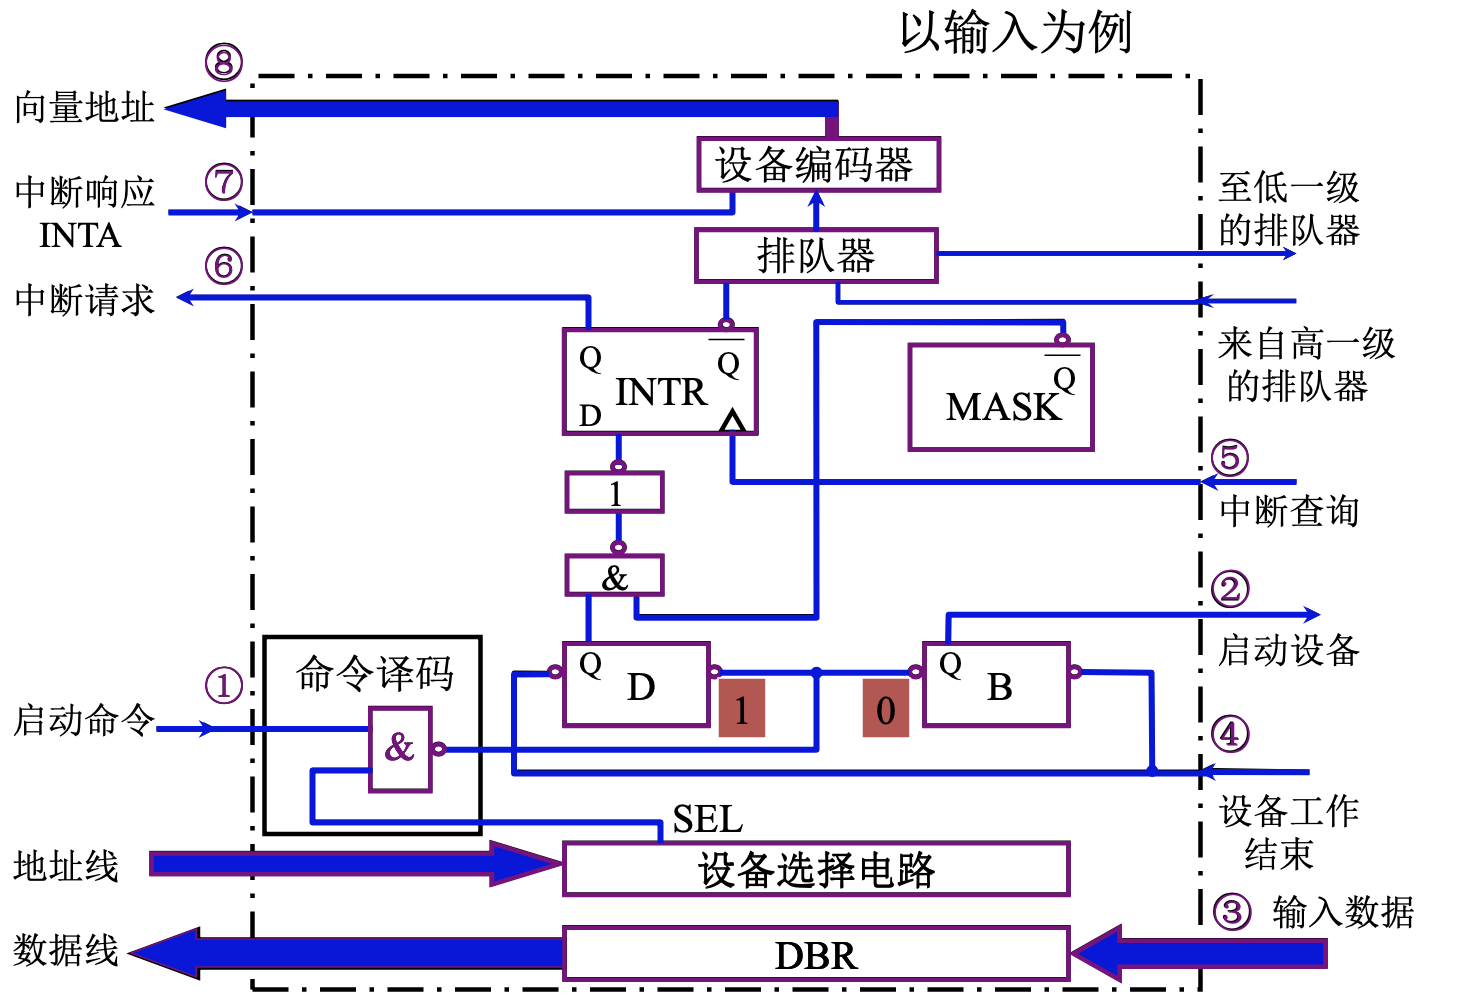 以输入为例
⑧
向量地址
设备编码器
⑦
中断响应
INTA
至低一级
的排队器
排队器
⑥
中断请求
来自高一级
的排队器
Q
Q
INTR
D
Q
MASK
⑤
中断查询
1
&
②
启动设备
命令译码
①
启动命令
&
Q
D
1
0
Q
B
④
设备工作
结束
SEL
地址线
设备选择电路
③ 输入数据
数据线
DBR